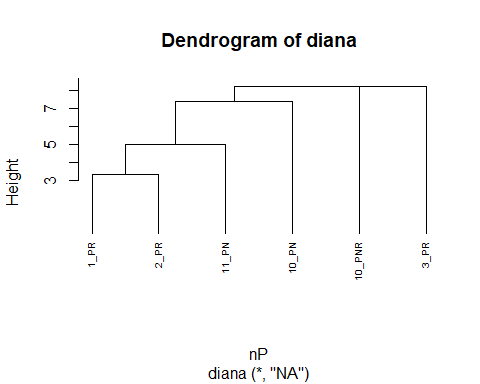 Dendrogram of diana
Height
7
5
3
1_PR
2_PR
11_PN
10_PN
10_PNR
3_PR
nP
diana (*, "NA")